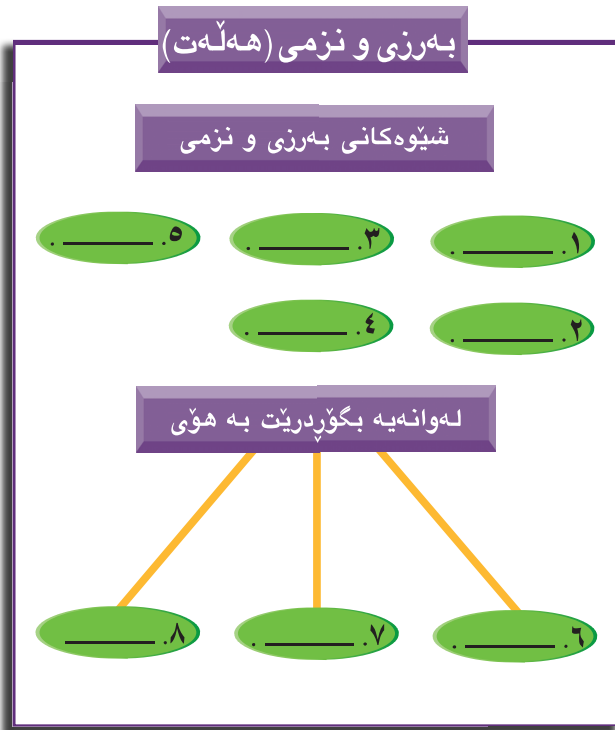 بەرزی و نزمی (هەڵەت)
شێوەکانی بەرزی و نزمی
١. ______ .
٢. ______ .
٣. ______ .
٤. ______ .
٥. ______ .
لەوانەیە بگۆڕدرێت بە هۆی
٦. ______ .
٧. ______ .
٨. ______